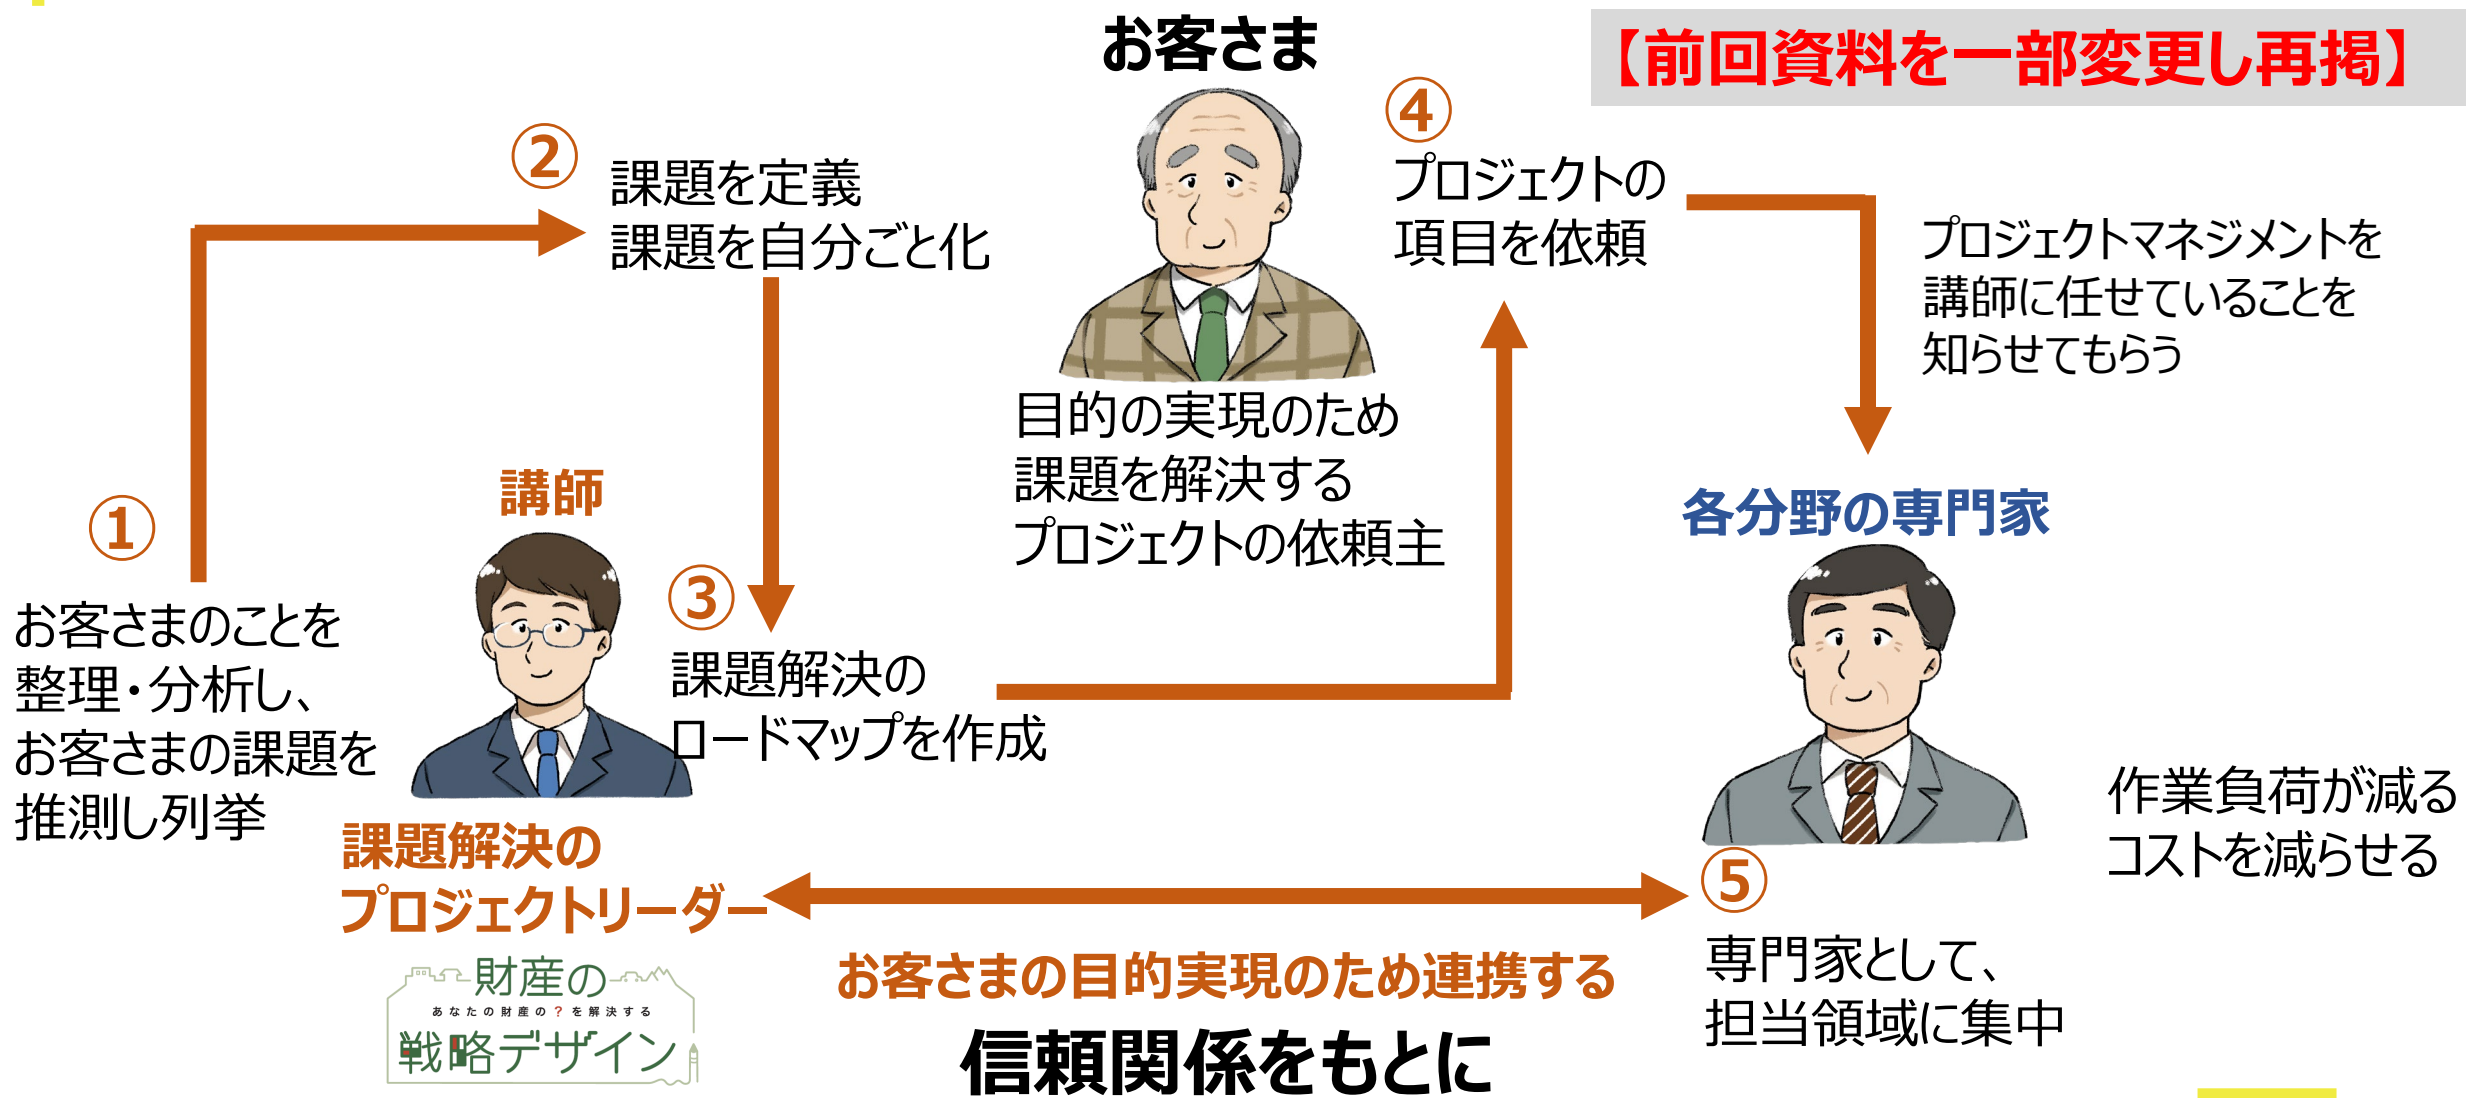 お客さま
【前回資料を一部変更し再掲】
①
お客さまのことを
整理・分析し、
お客さまの課題を
推測し列挙
②
課題を定義
課題を自分ごと化
講師
課題解決の
プロジェクトリーダー
③
課題解決の
ロードマップを作成
目的の実現のため
課題を解決する
プロジェクトの依頼主
④
プロジェクトの
項目を依頼
プロジェクトマネジメントを
講師に任せていることを
知らせてもらう
各分野の専門家
作業負荷が減る
コストを減らせる
⑤
専門家として、
担当領域に集中
お客さまの目的実現のため連携する
信頼関係をもとに
財産の
あなたの財産の?を解決する
戦略デザイン